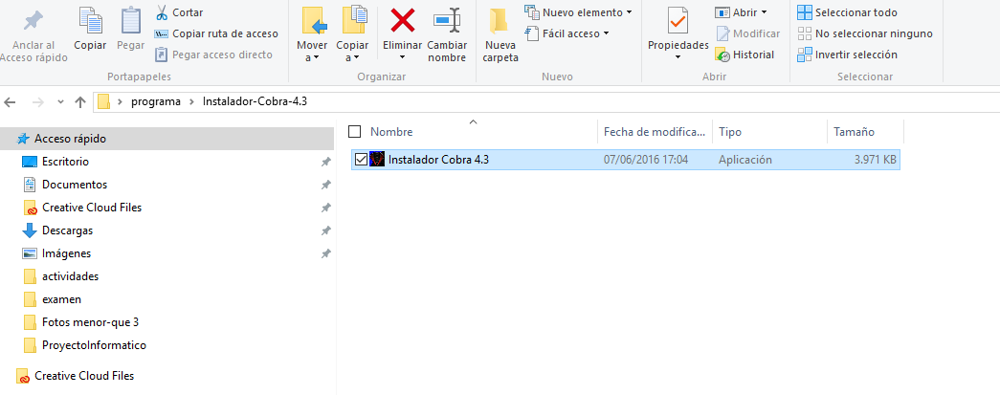 Anclar al Acceso rápido
Copiar
Pegar
Cortar
Copiar ruta de acceso
Pegar acceso directo
Portapapeles
Mover a
Copiar a
Eliminar
Cambiar nombre
Organizar
Nueva carpeta
Nuevo elemento
Fácil acceso
Nuevo
Propiedades
Abrir
Modificar
Historial
Abrir
Seleccionar todo
No seleccionar ninguno
Invertir selección
Seleccionar
programa > Instalador-Cobra-4.3
Acceso rápido
Escritorio
Documentos
Creative Cloud Files
Descargas
Imágenes
actividades
examen
Fotos menor-que 3
ProyectoInformatico
Creative Cloud Files
Nombre Fecha de modifica... Tipo Tamaño
Instalador Cobra 4.3 07/06/2016 17:04 Aplicación 3.971 KB